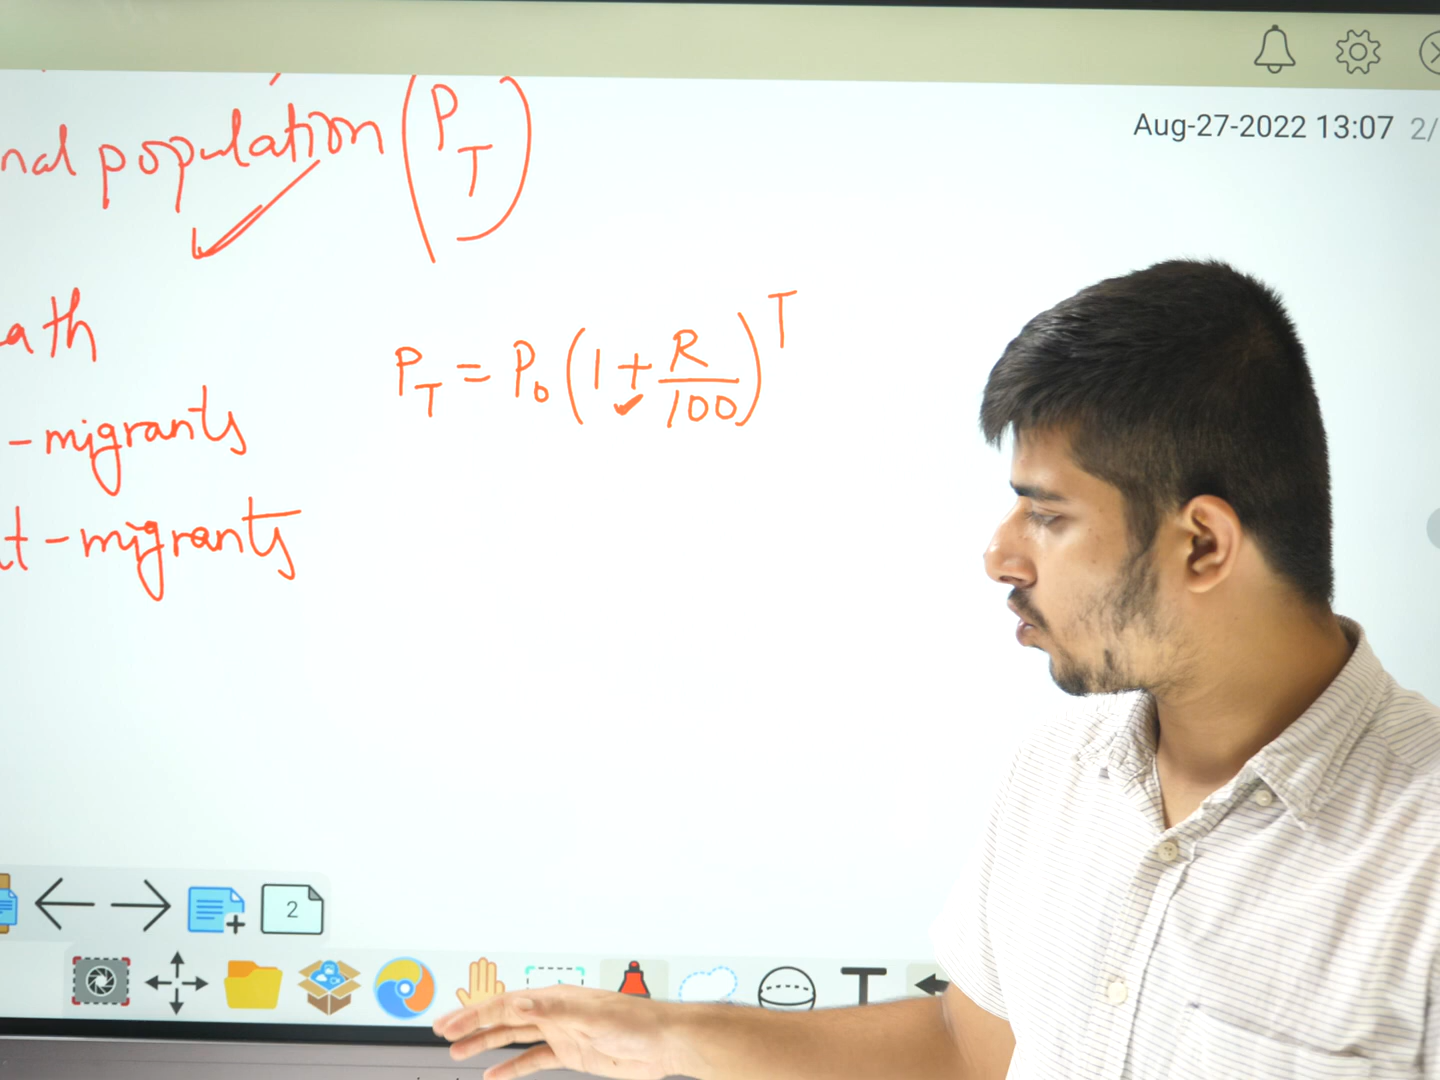 Aug-27-2022 13:07 2/
nal population (P_T)
ath
P_T = P_0 (1 + R/100)^T
-migrants
t-migrants
2
T